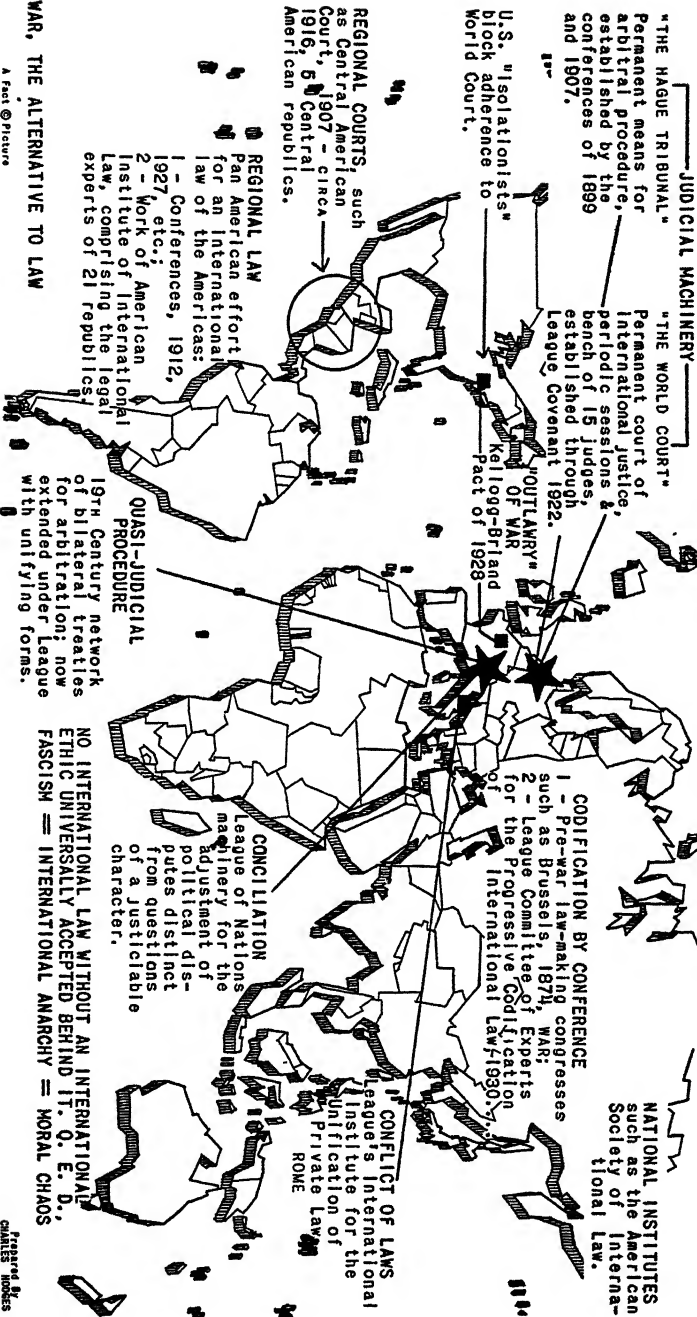 JUDICIAL MACHINERY
"THE HAGUE TRIBUNAL"
Permanent means for
arbitral procedure,
established by the
conferences of 1899
and 1907.
"THE WORLD COURT"
Permanent court of
international justice,
periodic sessions &
bench of 15 judges,
established through
League Covenant 1922.
U.S. "Isolationists"
block adherence to
World Court.
"OUTLAWRY"
OF WAR
Kellogg-Briand
Pact of 1928
REGIONAL COURTS, such
as Central American
Court, 1907 - CIRCA
1916, 5 Central
American republics.
REGIONAL LAW
Pan American effort
for an International
law of the Americas:
1 - Conferences, 1912,
1927, etc.;
2 - Work of American
Institute of International
Law, comprising the legal
experts of 21 republics.
QUASI-JUDICIAL
PROCEDURE
19TH Century network
of bilateral treaties
for arbitration; now
extended under League
with unifying forms.
CODIFICATION BY CONFERENCE
1 - Pre-war law-making congresses
such as Brussels, 1874, WAR;
2 - League Committee of Experts
for the Progressive Codification
of International Law, 1930.
NATIONAL INSTITUTES
such as the American
Society of Interna-
tional Law.
CONCILIATION
League of Nations
machinery for the
adjustment of
political dis-
putes distinct
from questions
of a justiciable
character.
CONFLICT OF LAWS
League's International
Institute for the
Unification of
Private Law
ROME
WAR, THE ALTERNATIVE TO LAW
A Fact © Picture
NO INTERNATIONAL LAW WITHOUT AN INTERNATIONAL
ETHIC UNIVERSALLY ACCEPTED BEHIND IT. Q. E. D.,
FASCISM == INTERNATIONAL ANARCHY == MORAL CHAOS
Prepared By
CHARLES HODGES